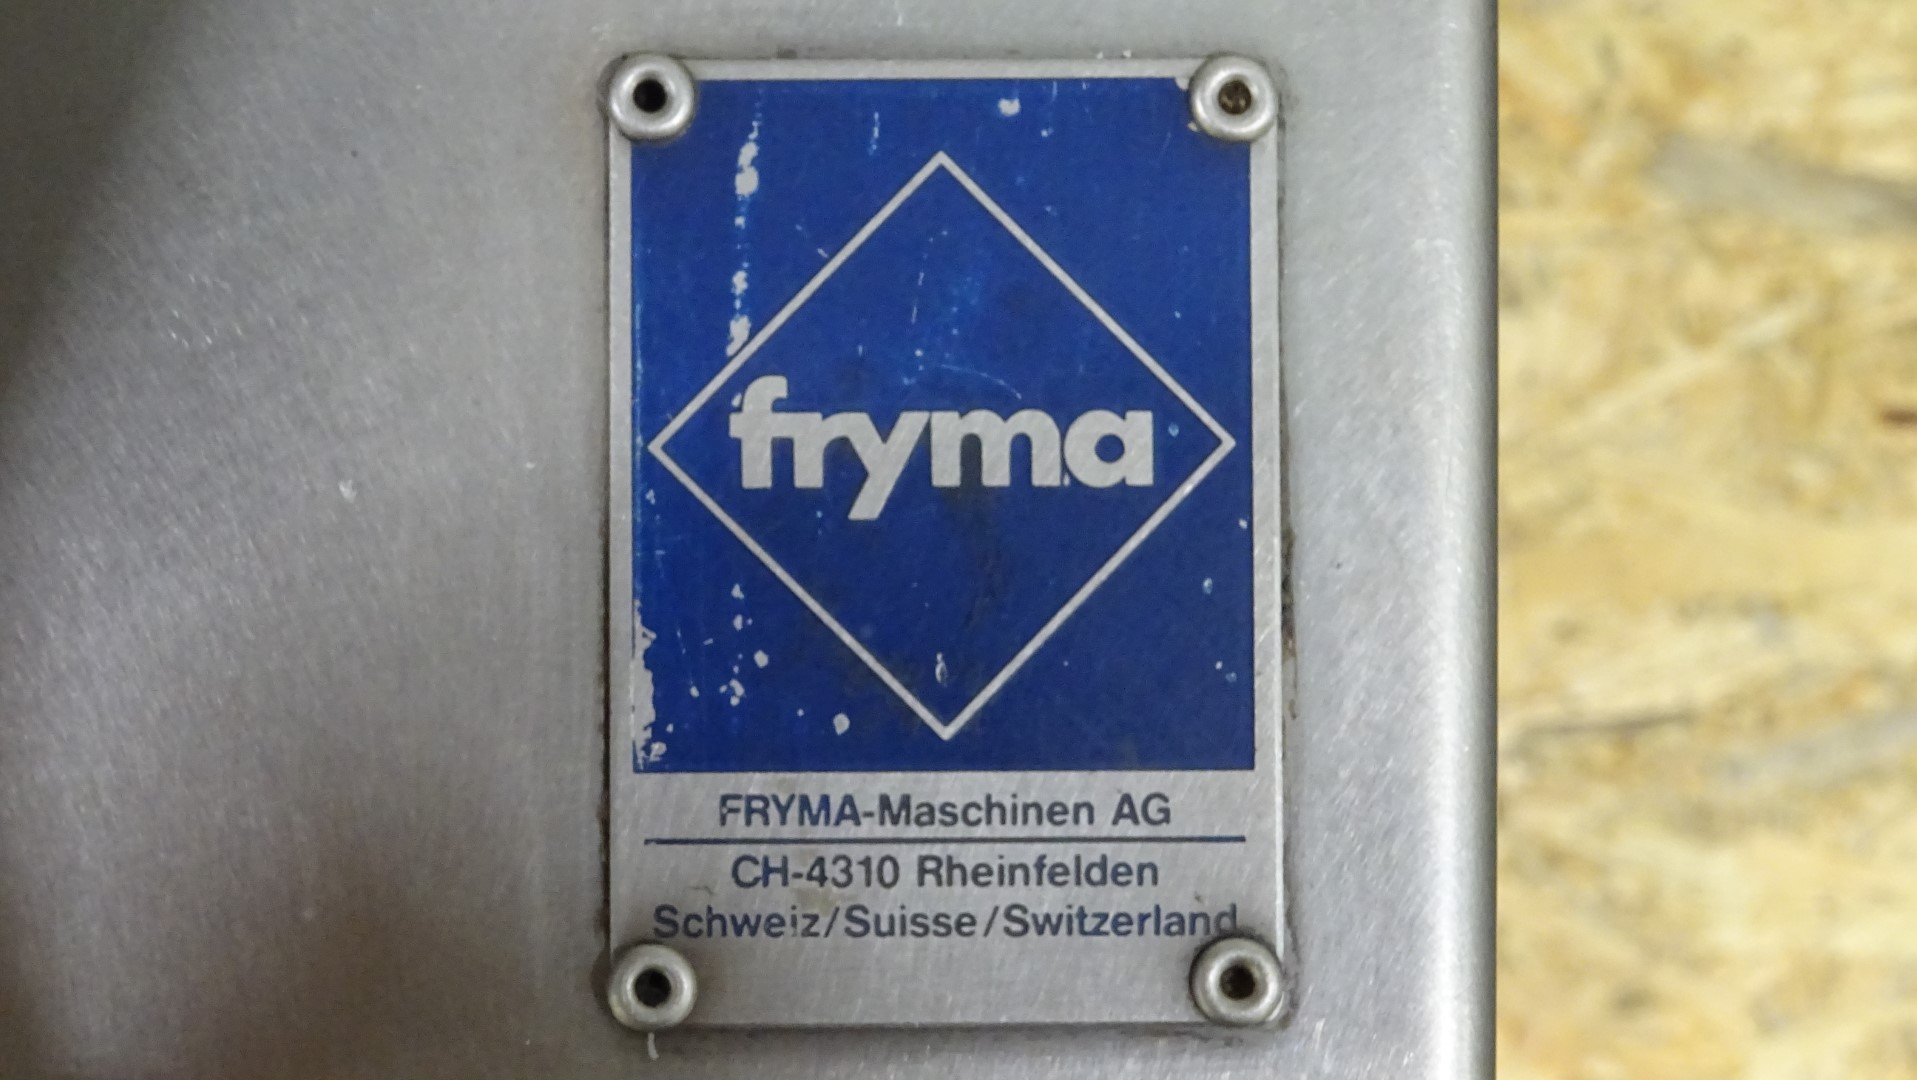 fryma
FRYMA-Maschinen AG
CH-4310 Rheinfelden
Schweiz/Suisse/Switzerland